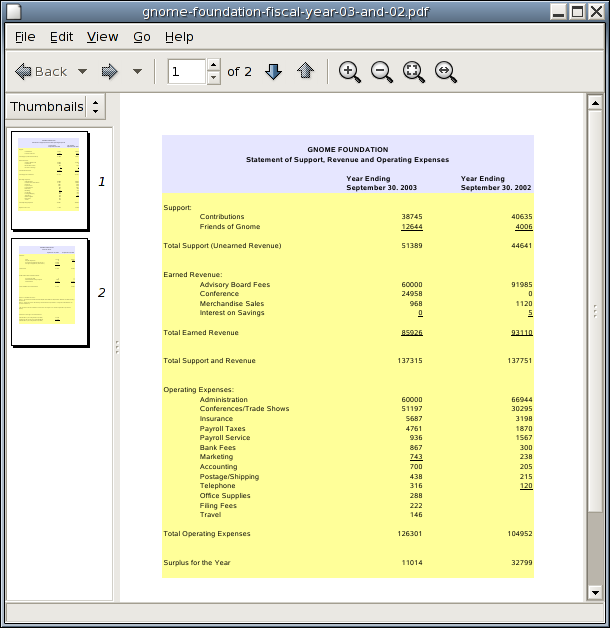 gnome-foundation-fiscal-year-03-and-02.pdf
File Edit View Go Help
Back 1 of 2
Thumbnails
1
2
GNOME FOUNDATION
Statement of Support, Revenue and Operating Expenses
Year Ending Year Ending
September 30. 2003 September 30. 2002
Support:
Contributions 38745 40635
Friends of Gnome 12644 4006
Total Support (Unearned Revenue) 51389 44641
Earned Revenue:
Advisory Board Fees 60000 91985
Conference 24958 0
Merchandise Sales 968 1120
Interest on Savings 0 5
Total Earned Revenue 85926 93110
Total Support and Revenue 137315 137751
Operating Expenses:
Administration 60000 66944
Conferences/Trade Shows 51197 30295
Insurance 5687 3198
Payroll Taxes 4761 1870
Payroll Service 936 1567
Bank Fees 867 300
Marketing 743 238
Accounting 700 205
Postage/Shipping 438 215
Telephone 316 120
Office Supplies 288
Filing Fees 222
Travel 146
Total Operating Expenses 126301 104952
Surplus for the Year 11014 32799